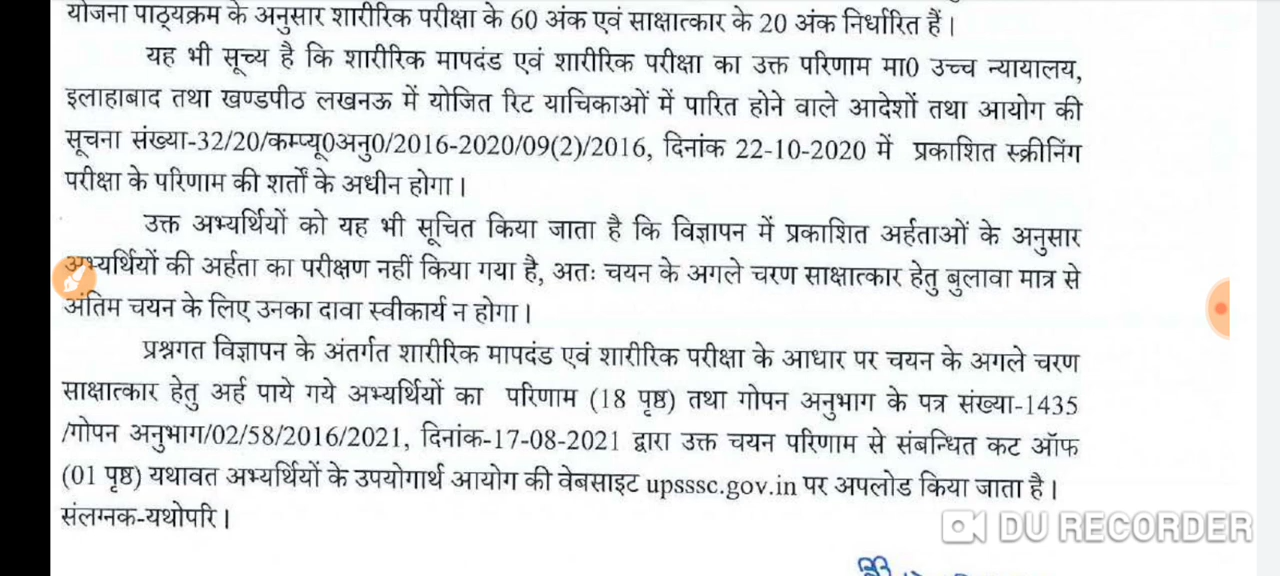 योजना पाठ्यक्रम के अनुसार शारीरिक परीक्षा के 60 अंक एवं साक्षात्कार के 20 अंक निर्धारित हैं।
यह भी सूच्य है कि शारीरिक मापदंड एवं शारीरिक परीक्षा का उक्त परिणाम मा0 उच्च न्यायालय,
इलाहाबाद तथा खण्डपीठ लखनऊ में योजित रिट याचिकाओं में पारित होने वाले आदेशों तथा आयोग की
सूचना संख्या-32/20/कम्प्यू0अनु0/2016-2020/09(2)/2016, दिनांक 22-10-2020 में प्रकाशित स्क्रीनिंग
परीक्षा के परिणाम की शर्तों के अधीन होगा।
उक्त अभ्यर्थियों को यह भी सूचित किया जाता है कि विज्ञापन में प्रकाशित अर्हताओं के अनुसार
अभ्यर्थियों की अर्हता का परीक्षण नहीं किया गया है, अतः चयन के अगले चरण साक्षात्कार हेतु बुलावा मात्र से
अंतिम चयन के लिए उनका दावा स्वीकार्य न होगा।
प्रश्नगत विज्ञापन के अंतर्गत शारीरिक मापदंड एवं शारीरिक परीक्षा के आधार पर चयन के अगले चरण
साक्षात्कार हेतु अर्ह पाये गये अभ्यर्थियों का परिणाम (18 पृष्ठ) तथा गोपन अनुभाग के पत्र संख्या-1435
/गोपन अनुभाग/02/58/2016/2021, दिनांक-17-08-2021 द्वारा उक्त चयन परिणाम से संबन्धित कट ऑफ
(01 पृष्ठ) यथावत अभ्यर्थियों के उपयोगार्थ आयोग की वेबसाइट upsssc.gov.in पर अपलोड किया जाता है।
संलग्नक-यथोपरि।
DU RECORDER